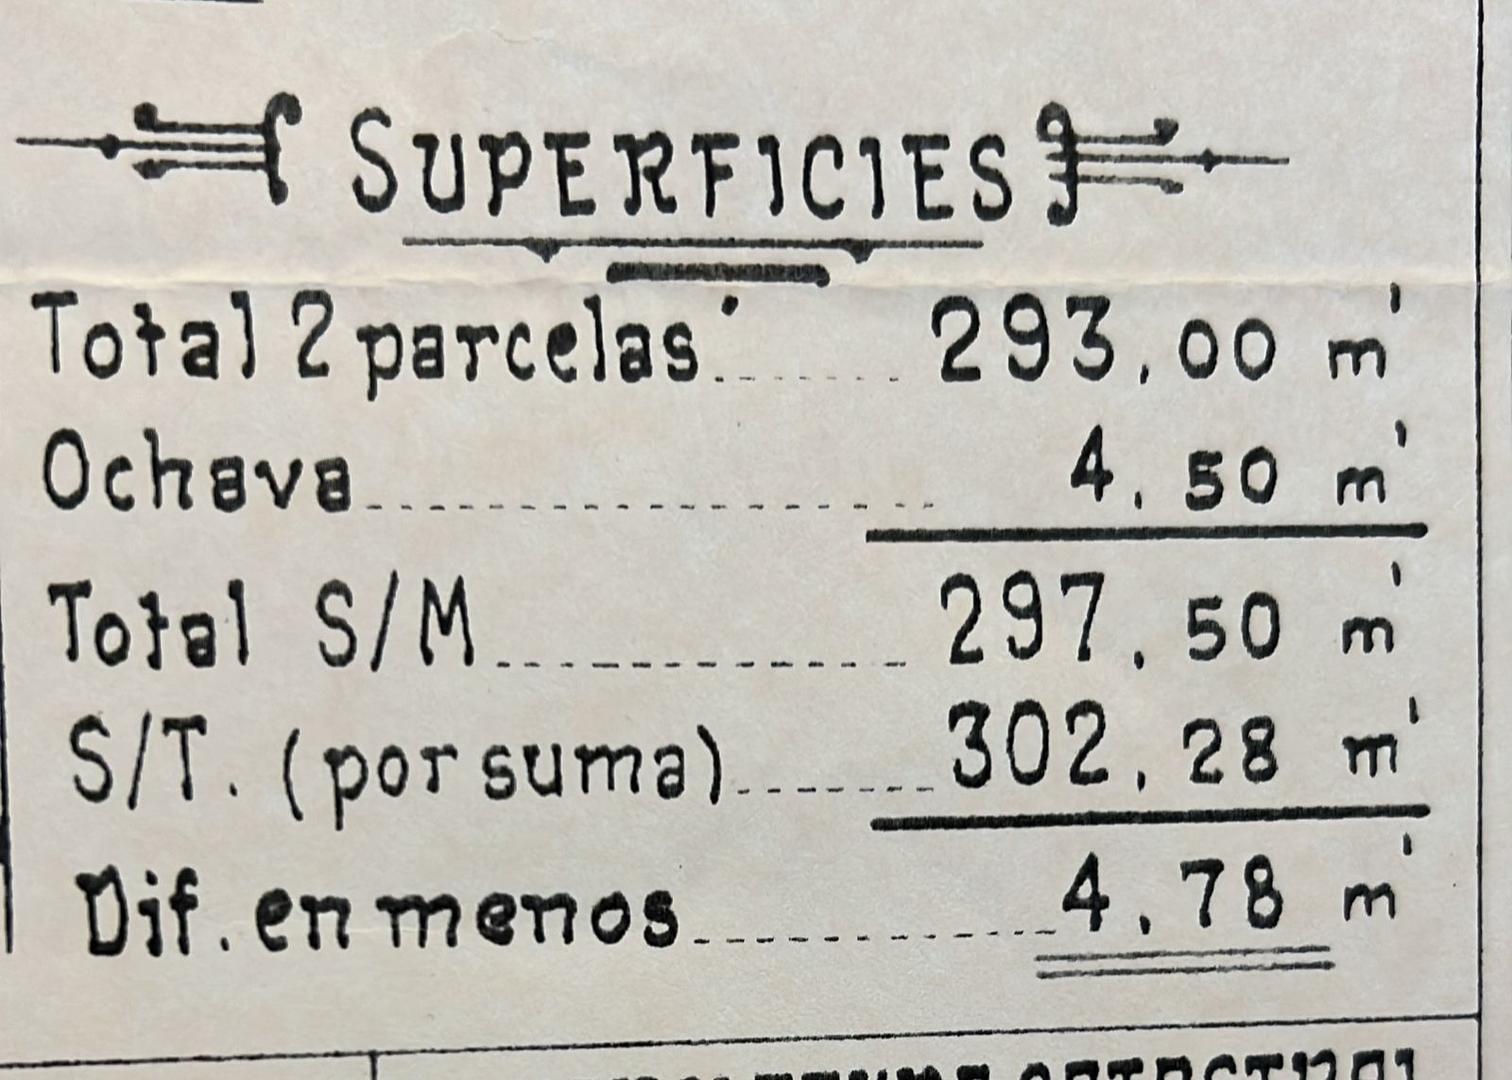 SUPERFICIES
Total 2 parcelas ....... 293,00 m²
Ochava ................. 4,50 m²
Total S/M .............. 297,50 m²
S/T. (por suma) ........ 302,28 m²
Dif. en menos .......... 4,78 m²